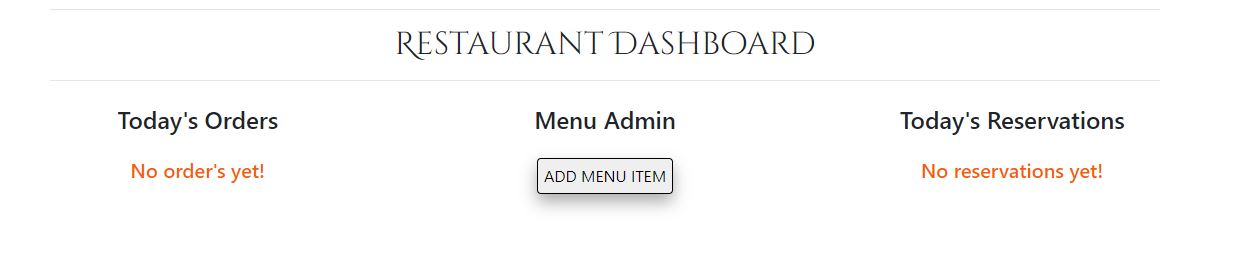 Restaurant Dashboard
Today's Orders
No order's yet!
Menu Admin
ADD MENU ITEM
Today's Reservations
No reservations yet!